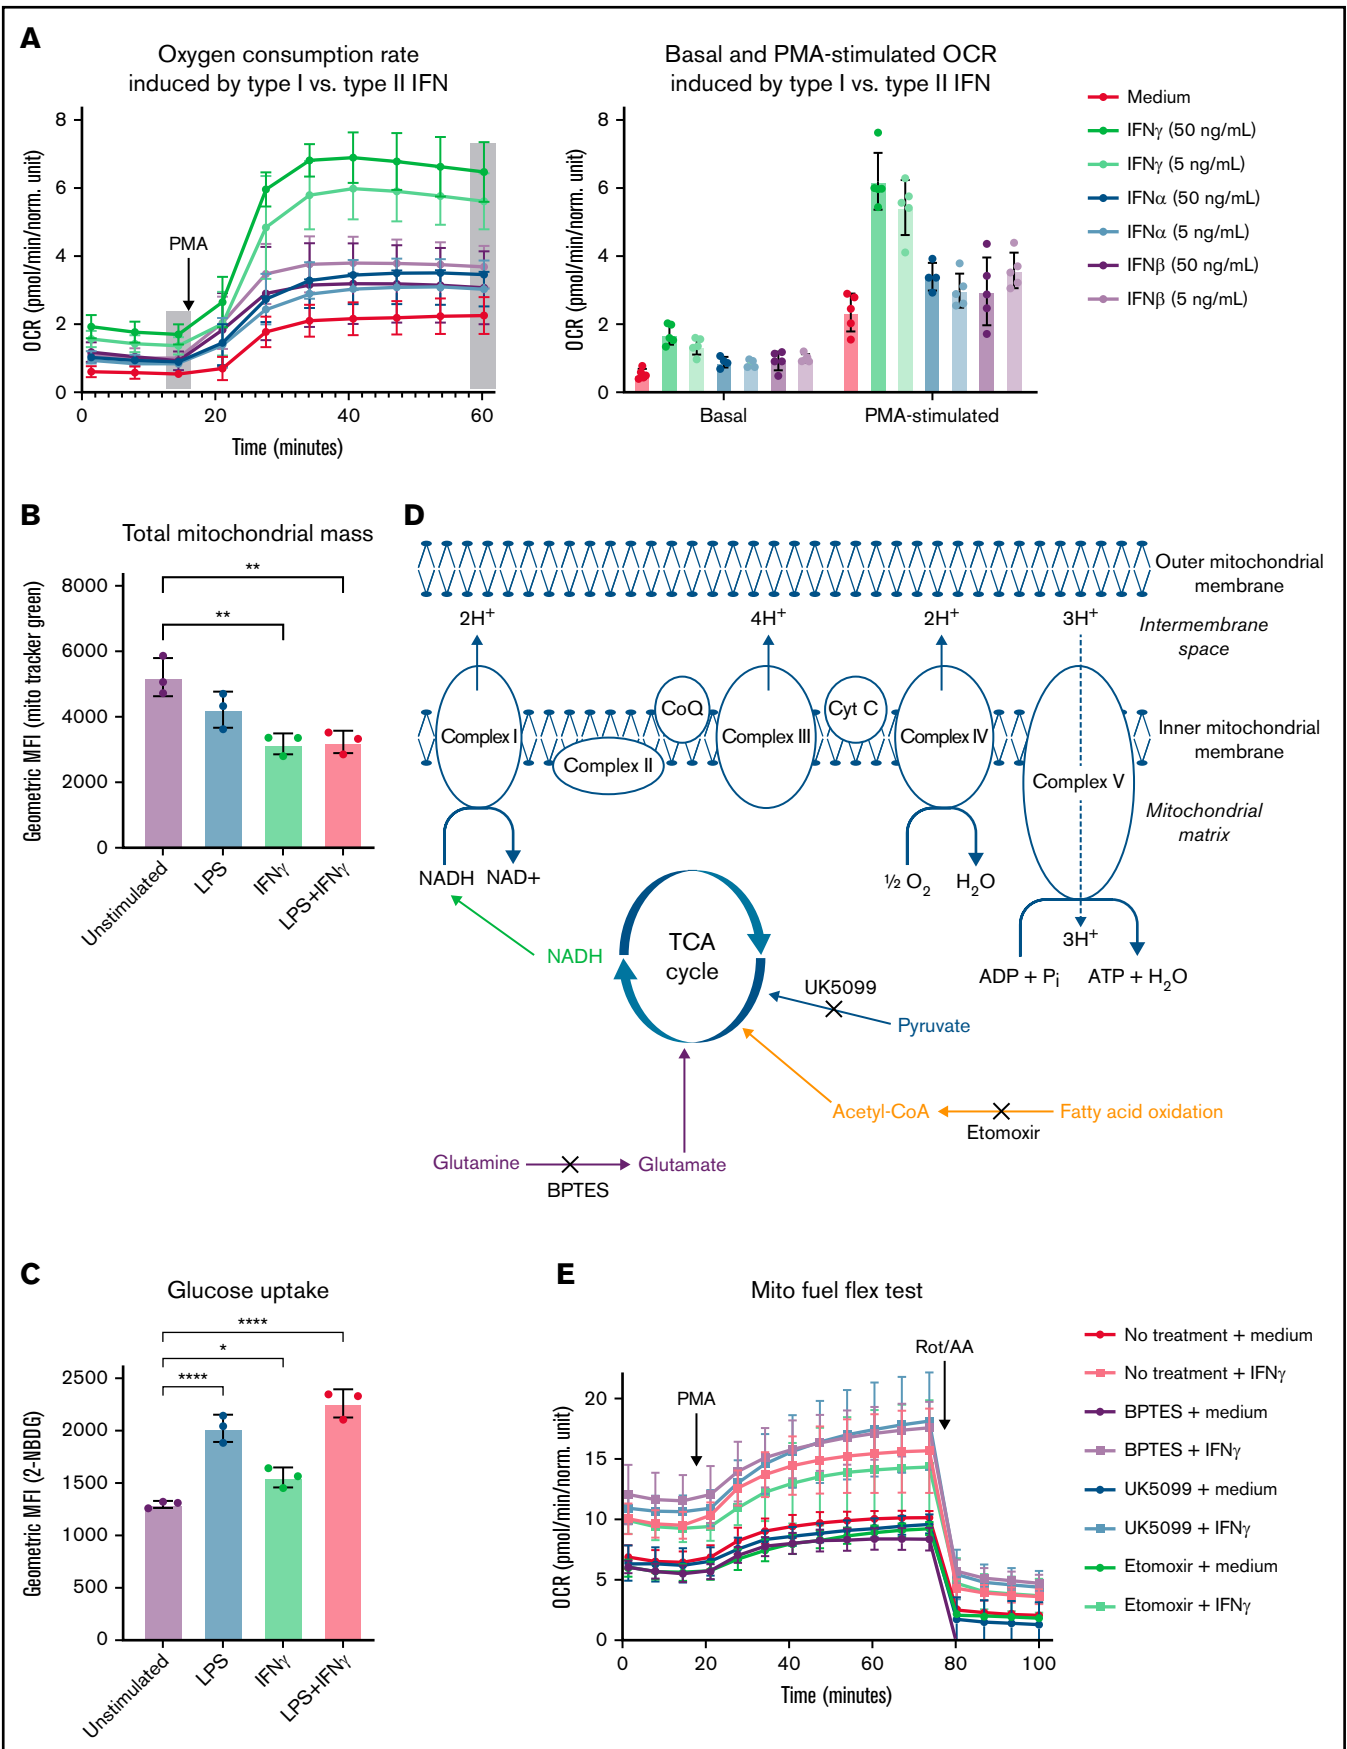 A
Oxygen consumption rate
induced by type I vs. type II IFN
OCR (pmol/min/norm. unit)
8
6
4
2
0
PMA
0
20
40
60
Time (minutes)
Basal and PMA-stimulated OCR
induced by type I vs. type II IFN
OCR (pmol/min/norm. unit)
8
6
4
2
0
Basal
PMA-stimulated
Medium
IFNγ (50 ng/mL)
IFNγ (5 ng/mL)
IFNα (50 ng/mL)
IFNα (5 ng/mL)
IFNβ (50 ng/mL)
IFNβ (5 ng/mL)
B
Total mitochondrial mass
**
**
Geometric MFI (mito tracker green)
8000
6000
4000
2000
0
Unstimulated
LPS
IFNγ
LPS+IFNγ
D
Outer mitochondrial
membrane
2H+
4H+
2H+
3H+
Intermembrane
space
Complex I
Complex II
CoQ
Complex III
Cyt C
Complex IV
Complex V
Inner mitochondrial
membrane
Mitochondrial
matrix
NADH
NAD+
½ O2
H2O
3H+
ADP + Pi
ATP + H2O
NADH
TCA
cycle
UK5099
Pyruvate
Acetyl-CoA
Fatty acid oxidation
Etomoxir
Glutamine
Glutamate
BPTES
C
Glucose uptake
****
*
****
Geometric MFI (2-NBDG)
2500
2000
1500
1000
500
0
Unstimulated
LPS
IFNγ
LPS+IFNγ
E
Mito fuel flex test
Rot/AA
PMA
OCR (pmol/min/norm. unit)
20
15
10
5
0
0
20
40
60
80
100
Time (minutes)
No treatment + medium
No treatment + IFNγ
BPTES + medium
BPTES + IFNγ
UK5099 + medium
UK5099 + IFNγ
Etomoxir + medium
Etomoxir + IFNγ